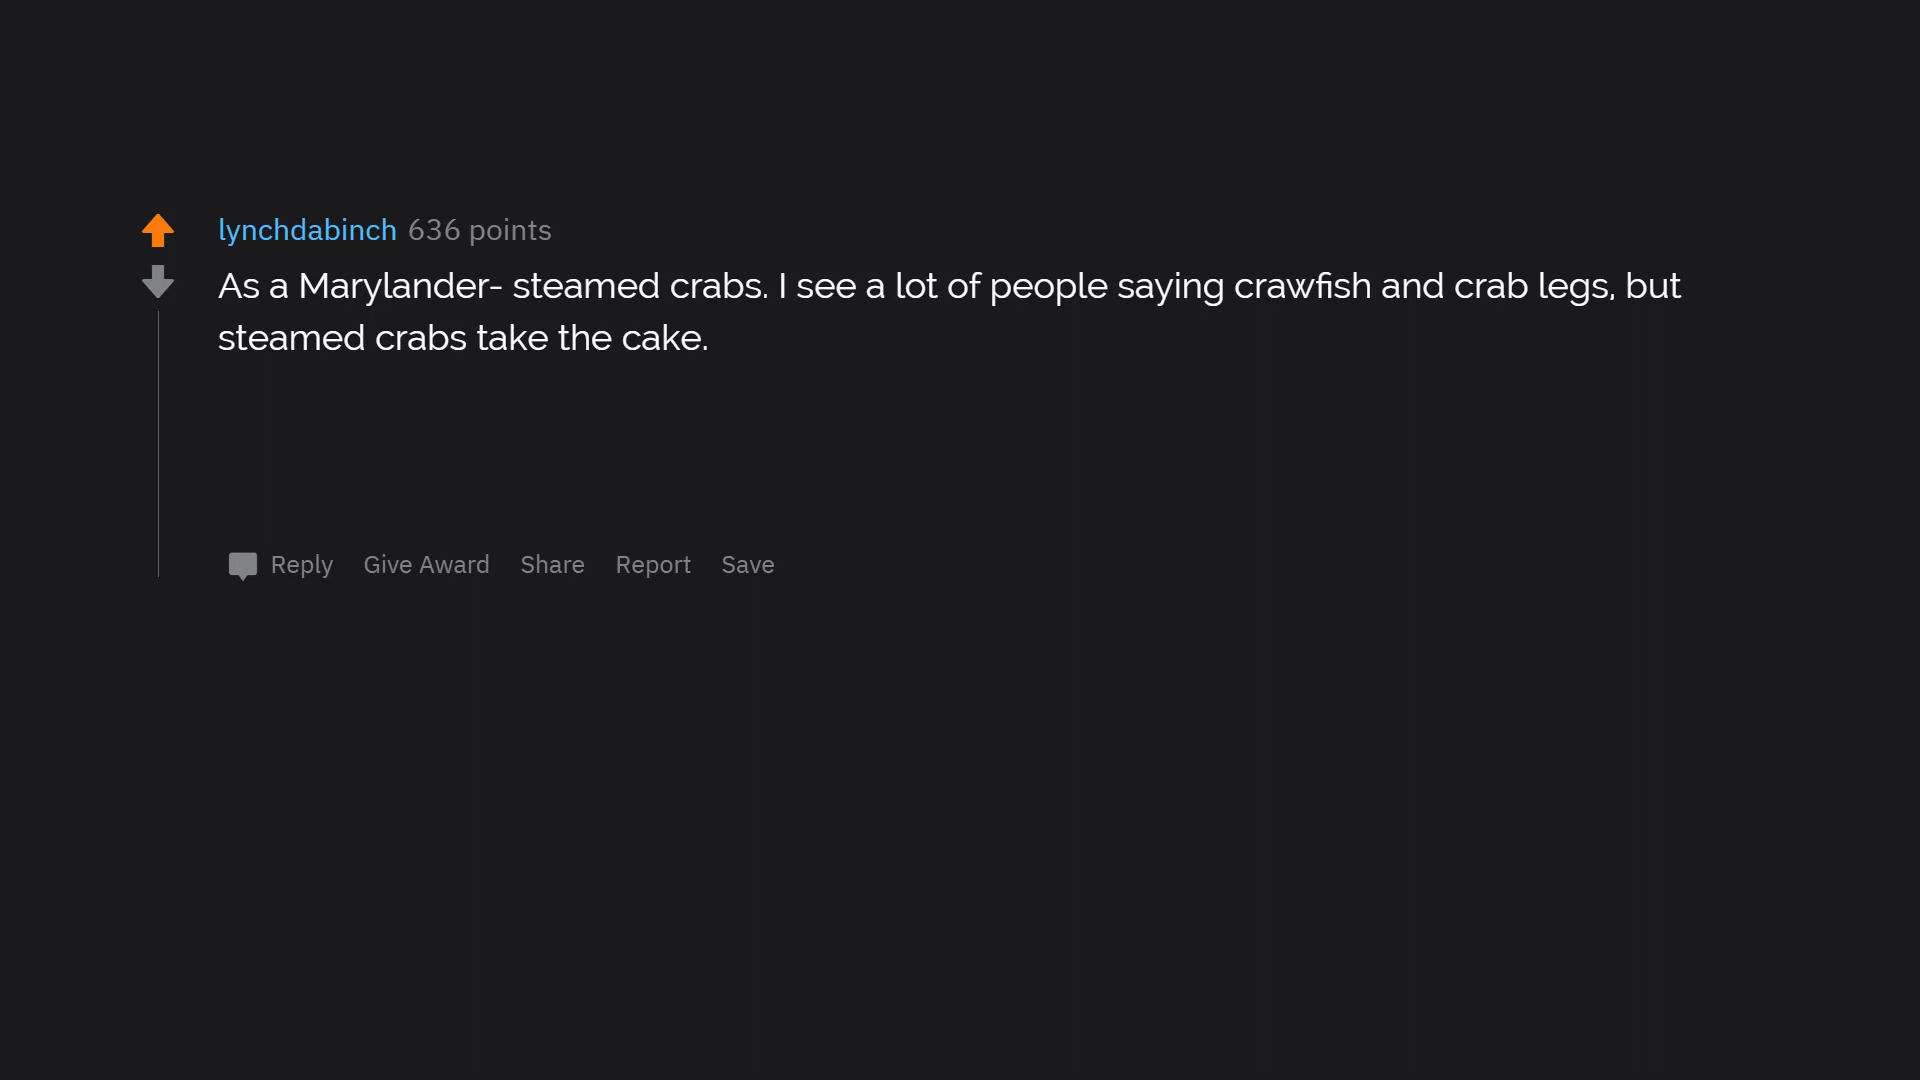 lynchdabinch 636 points
As a Marylander- steamed crabs. I see a lot of people saying crawfish and crab legs, but
steamed crabs take the cake.
Reply Give Award Share Report Save